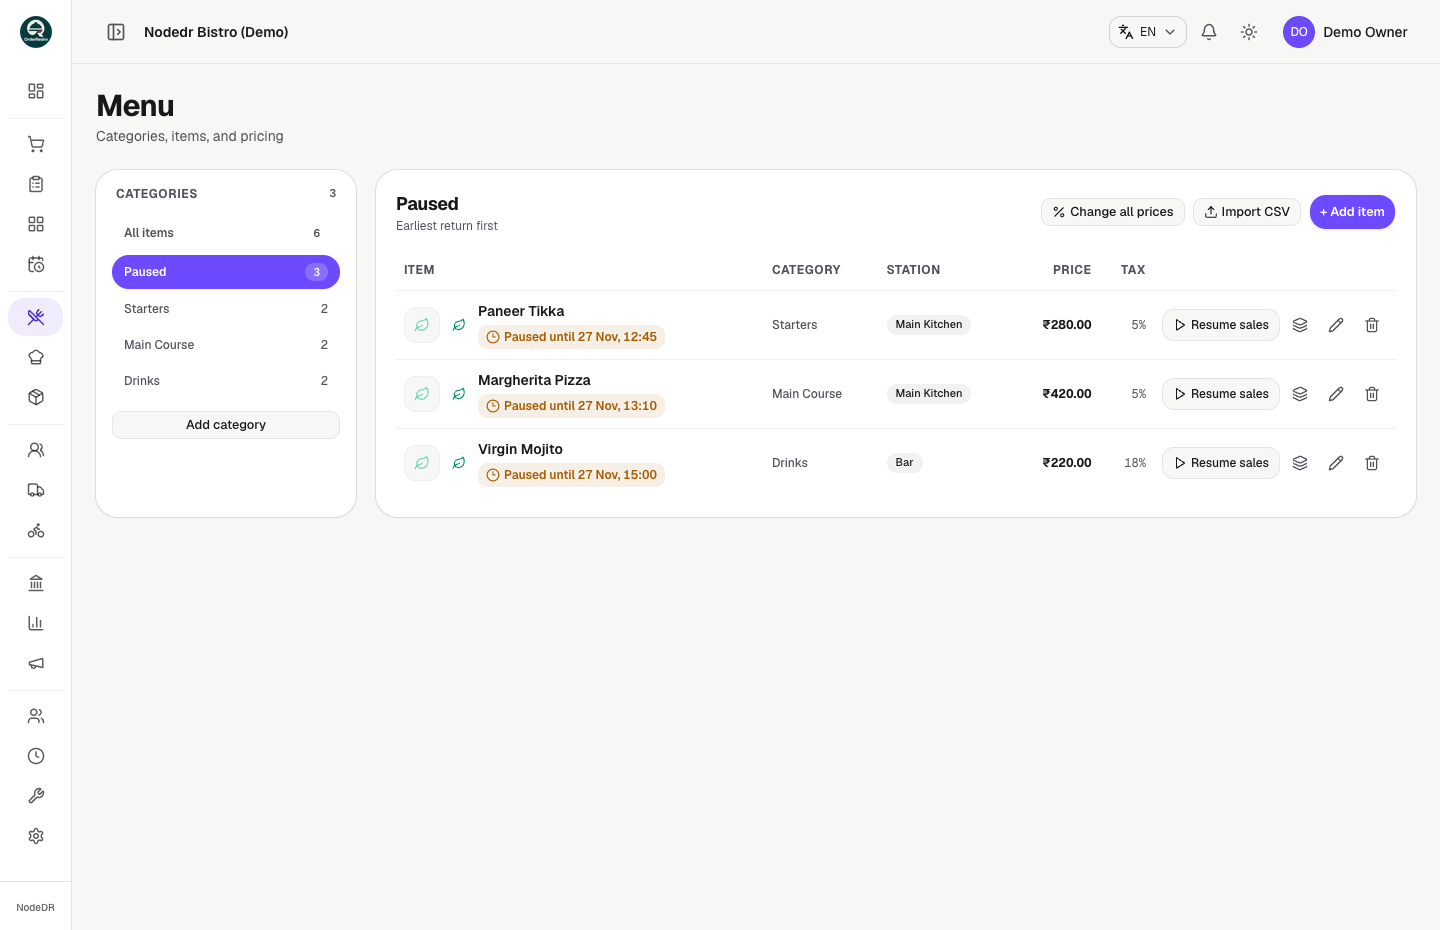 Nodedr Bistro (Demo)
EN
DO
Demo Owner
Menu
Categories, items, and pricing
CATEGORIES 3
All items 6
Paused 3
Starters 2
Main Course 2
Drinks 2
Add category
Paused
Earliest return first
Change all prices
Import CSV
+ Add item
ITEM CATEGORY STATION PRICE TAX
Paneer Tikka
Paused until 27 Nov, 12:45
Starters Main Kitchen ₹280.00 5% Resume sales
Margherita Pizza
Paused until 27 Nov, 13:10
Main Course Main Kitchen ₹420.00 5% Resume sales
Virgin Mojito
Paused until 27 Nov, 15:00
Drinks Bar ₹220.00 18% Resume sales
NodeDR